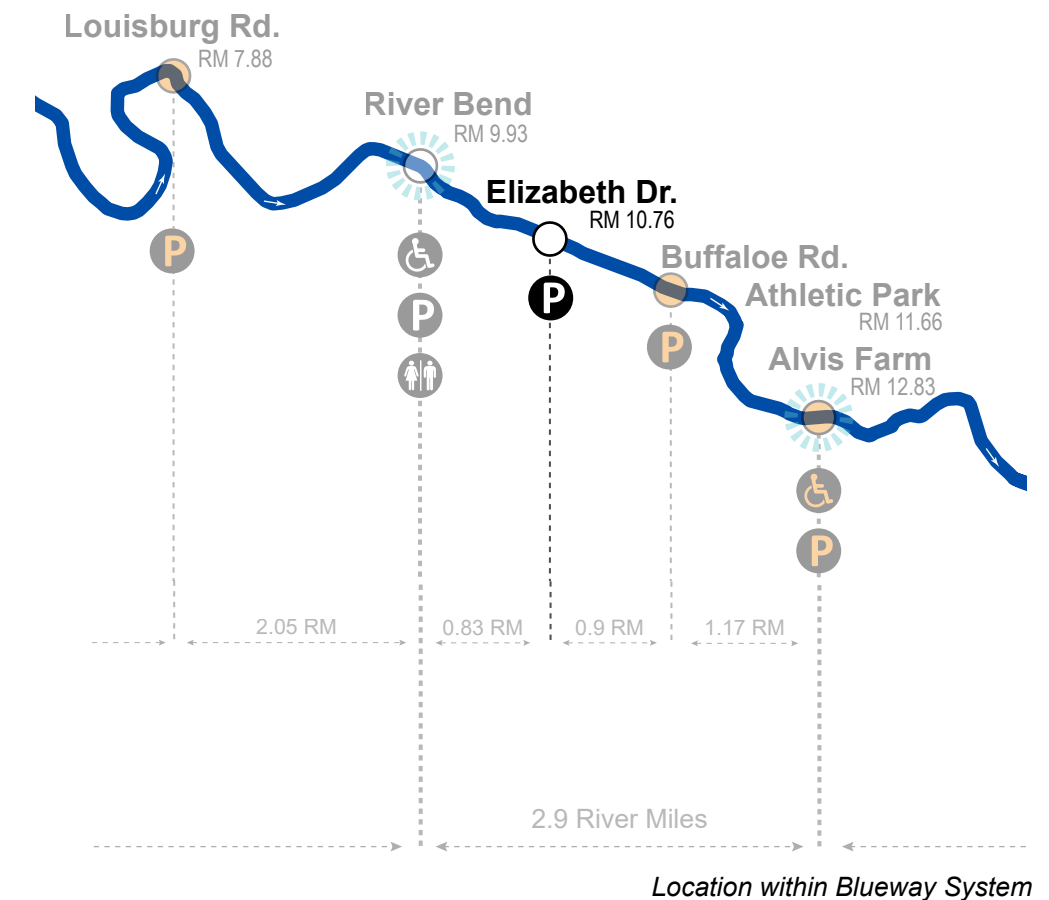 Louisburg Rd.
RM 7.88
River Bend
RM 9.93
Elizabeth Dr.
RM 10.76
Buffaloe Rd.
Athletic Park
RM 11.66
Alvis Farm
RM 12.83
P
P
P
P
P
2.05 RM
0.83 RM
0.9 RM
1.17 RM
2.9 River Miles
Location within Blueway System